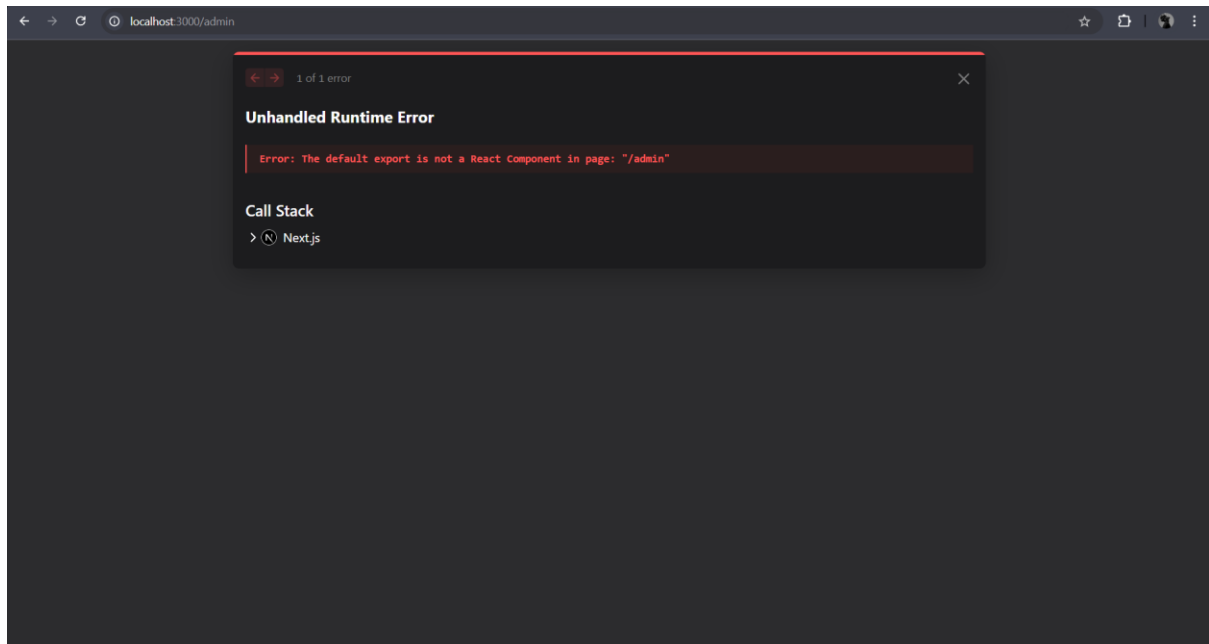 localhost:3000/admin
1 of 1 error
Unhandled Runtime Error
Error: The default export is not a React Component in page: "/admin"
Call Stack
N Next.js